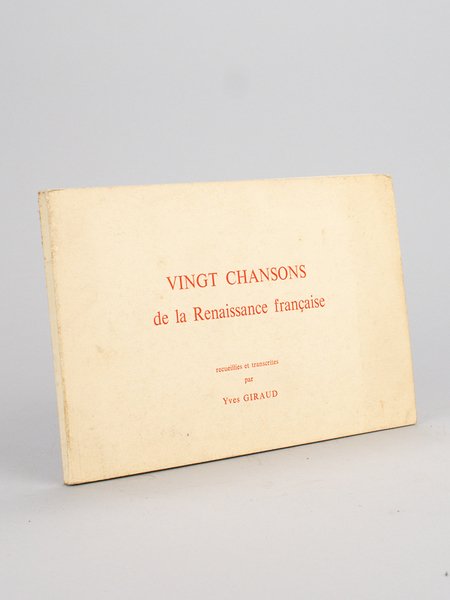 VINGT CHANSONS
de la Renaissance française
recueillies et transcrites
par
Yves GIRAUD